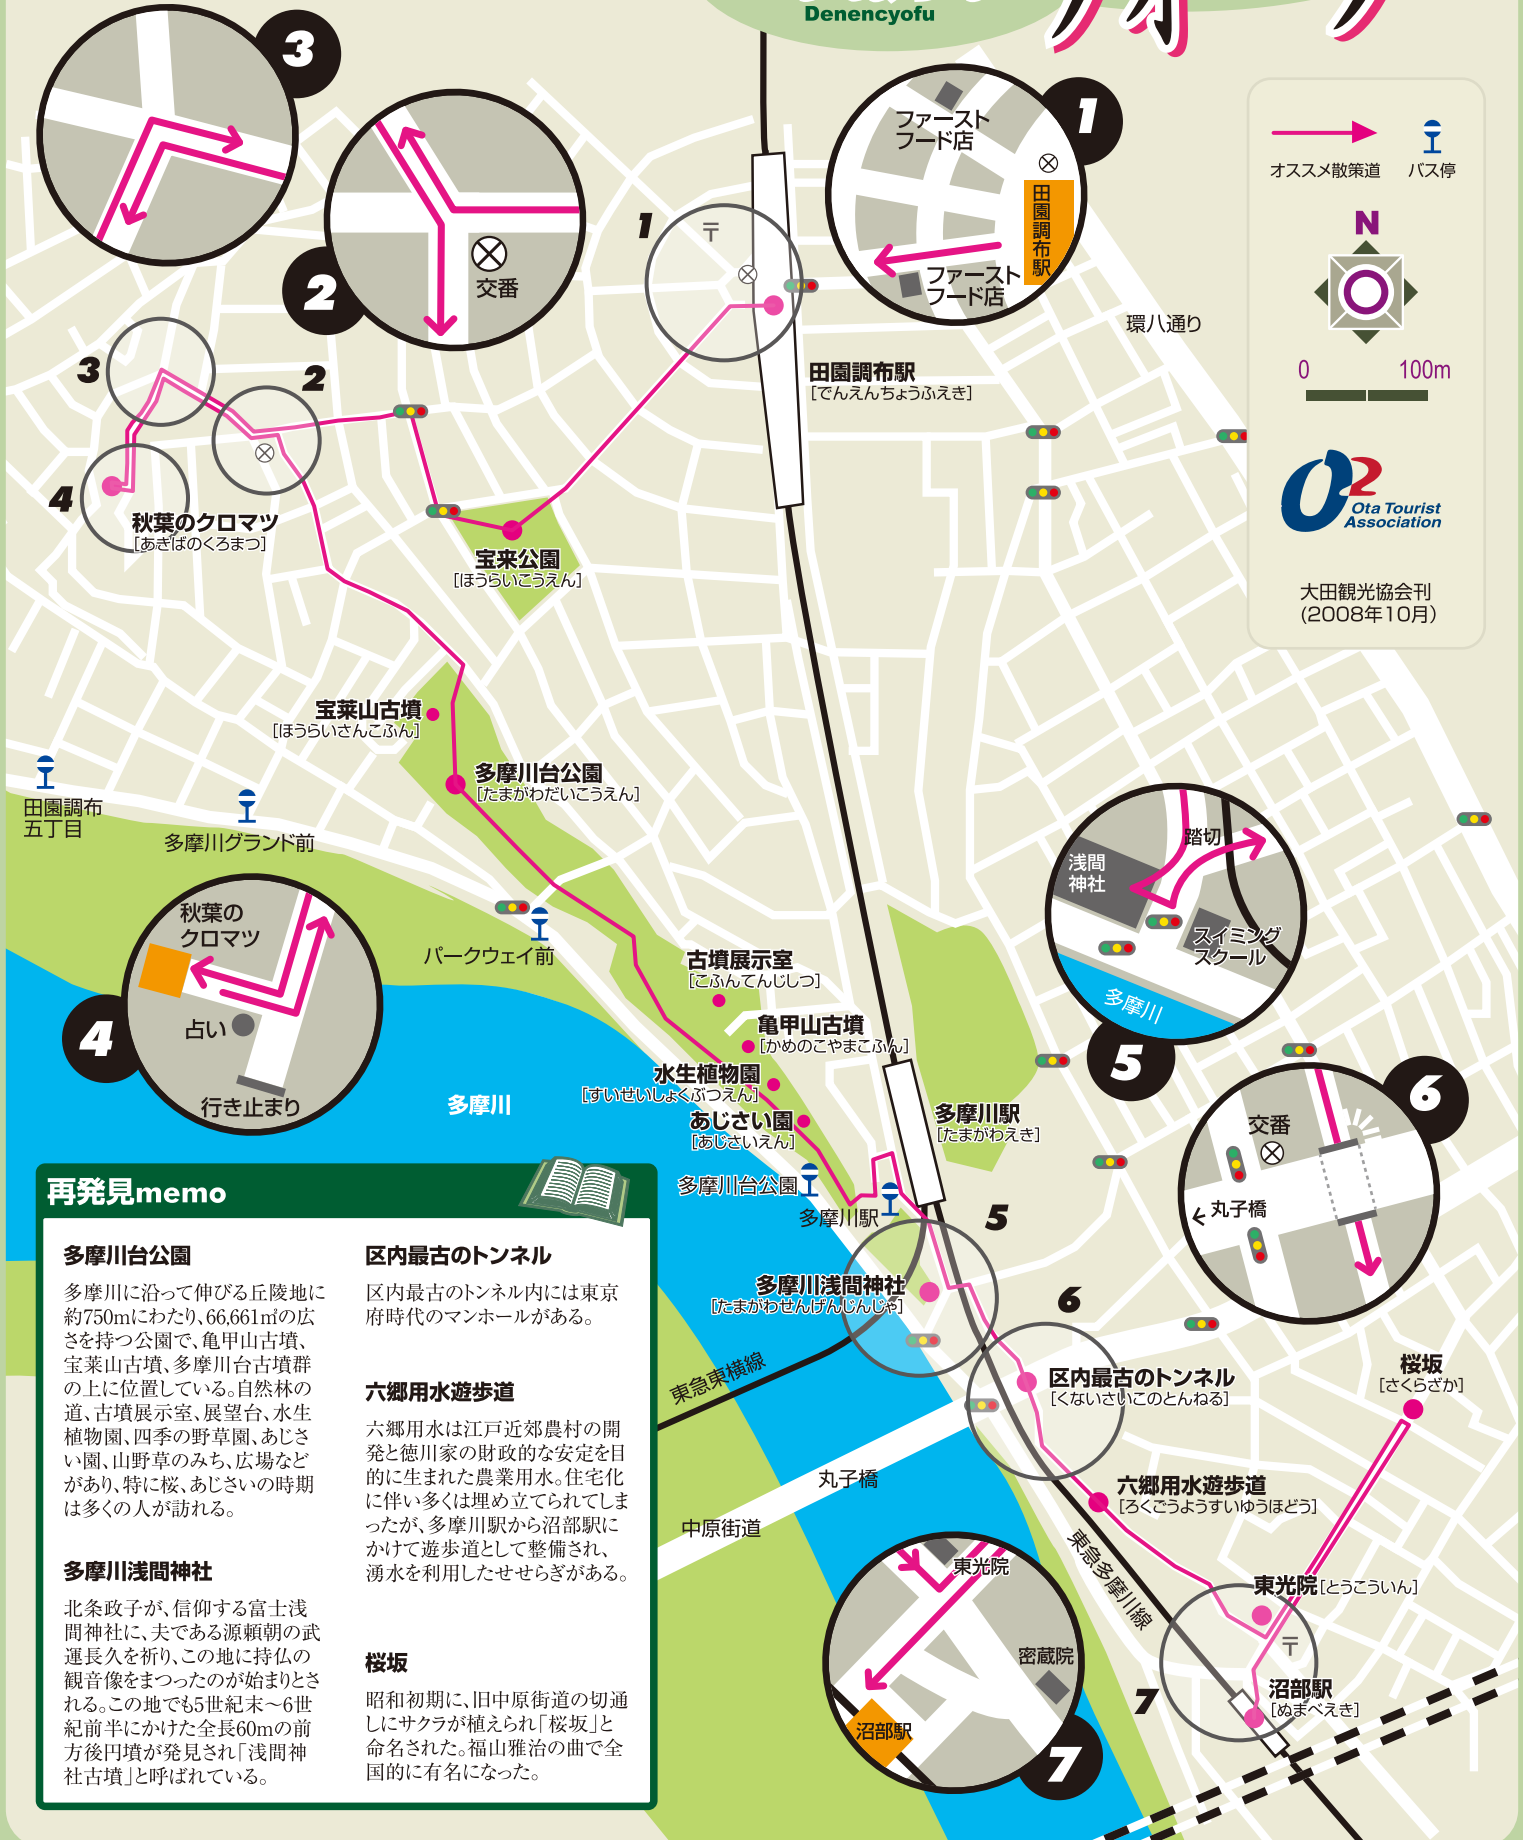 Denencyofu
ウォーク
3
1
ファースト
フード店
田園調布駅
ファースト
フード店
2
交番
オススメ散策道
バス停
N
0
100m
Ota Tourist
Association
大田観光協会刊
(2008年10月)
環八通り
1
〒
田園調布駅
[でんえんちょうふえき]
3
2
4
秋葉のクロマツ
[あきばのくろまつ]
宝来公園
[ほうらいこうえん]
宝莱山古墳
[ほうらいさんこふん]
多摩川台公園
[たまがわだいこうえん]
田園調布
五丁目
多摩川グランド前
パークウェイ前
秋葉の
クロマツ
占い
行き止まり
4
多摩川
古墳展示室
[こふんてんじしつ]
亀甲山古墳
[かめのこやまこふん]
水生植物園
[すいせいしょくぶつえん]
あじさい園
[あじさいえん]
多摩川台公園
多摩川駅
多摩川駅
[たまがわえき]
踏切
浅間
神社
スイミング
スクール
多摩川
5
交番
丸子橋
6
5
多摩川浅間神社
[たまがわせんげんじんじゃ]
6
東急東横線
区内最古のトンネル
[くないさいこのとんねる]
桜坂
[さくらざか]
丸子橋
中原街道
六郷用水遊歩道
[ろくごうようすいゆうほどう]
東急多摩川線
東光院[とうこういん]
〒
沼部駅
[ぬまべえき]
7
東光院
密蔵院
沼部駅
7
再発見memo
多摩川台公園
多摩川に沿って伸びる丘陵地に
約750mにわたり、66,661㎡の広
さを持つ公園で、亀甲山古墳、
宝莱山古墳、多摩川台古墳群
の上に位置している。自然林の
道、古墳展示室、展望台、水生
植物園、四季の野草園、あじさ
い園、山野草のみち、広場など
があり、特に桜、あじさいの時期
は多くの人が訪れる。
多摩川浅間神社
北条政子が、信仰する富士浅
間神社に、夫である源頼朝の武
運長久を祈り、この地に持仏の
観音像をまつったのが始まりとさ
れる。この地でも5世紀末〜6世
紀前半にかけた全長60mの前
方後円墳が発見され「浅間神
社古墳」と呼ばれている。
区内最古のトンネル
区内最古のトンネル内には東京
府時代のマンホールがある。
六郷用水遊歩道
六郷用水は江戸近郊農村の開
発と徳川家の財政的な安定を目
的に生まれた農業用水。住宅化
に伴い多くは埋め立てられてしま
ったが、多摩川駅から沼部駅に
かけて遊歩道として整備され、
湧水を利用したせせらぎがある。
桜坂
昭和初期に、旧中原街道の切通
しにサクラが植えられ「桜坂」と
命名された。福山雅治の曲で全
国的に有名になった。